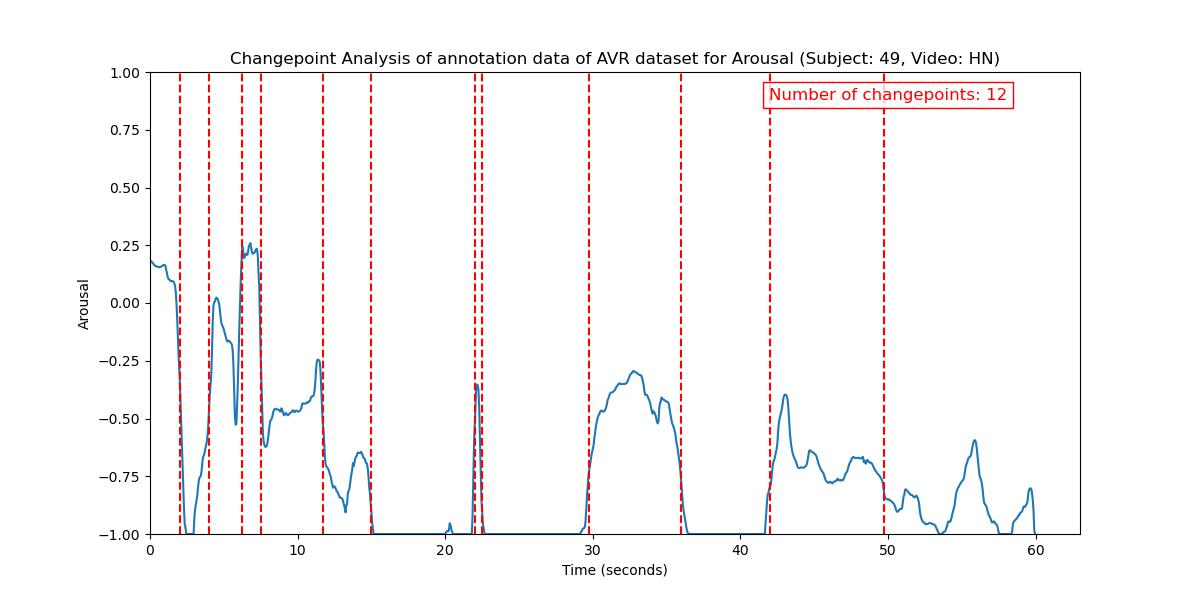 Changepoint Analysis of annotation data of AVR dataset for Arousal (Subject: 49, Video: HN)
Number of changepoints: 12
1.00
0.75
0.50
0.25
0.00
−0.25
−0.50
−0.75
−1.00
Arousal
0 10 20 30 40 50 60
Time (seconds)